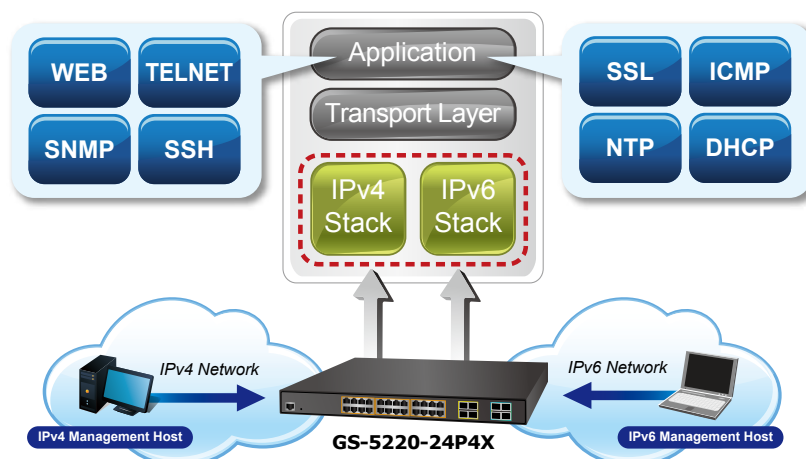 WEB
TELNET
SNMP
SSH
Application
Transport Layer
IPv4
Stack
IPv6
Stack
SSL
ICMP
NTP
DHCP
IPv4 Network
IPv4 Management Host
GS-5220-24P4X
IPv6 Network
IPv6 Management Host